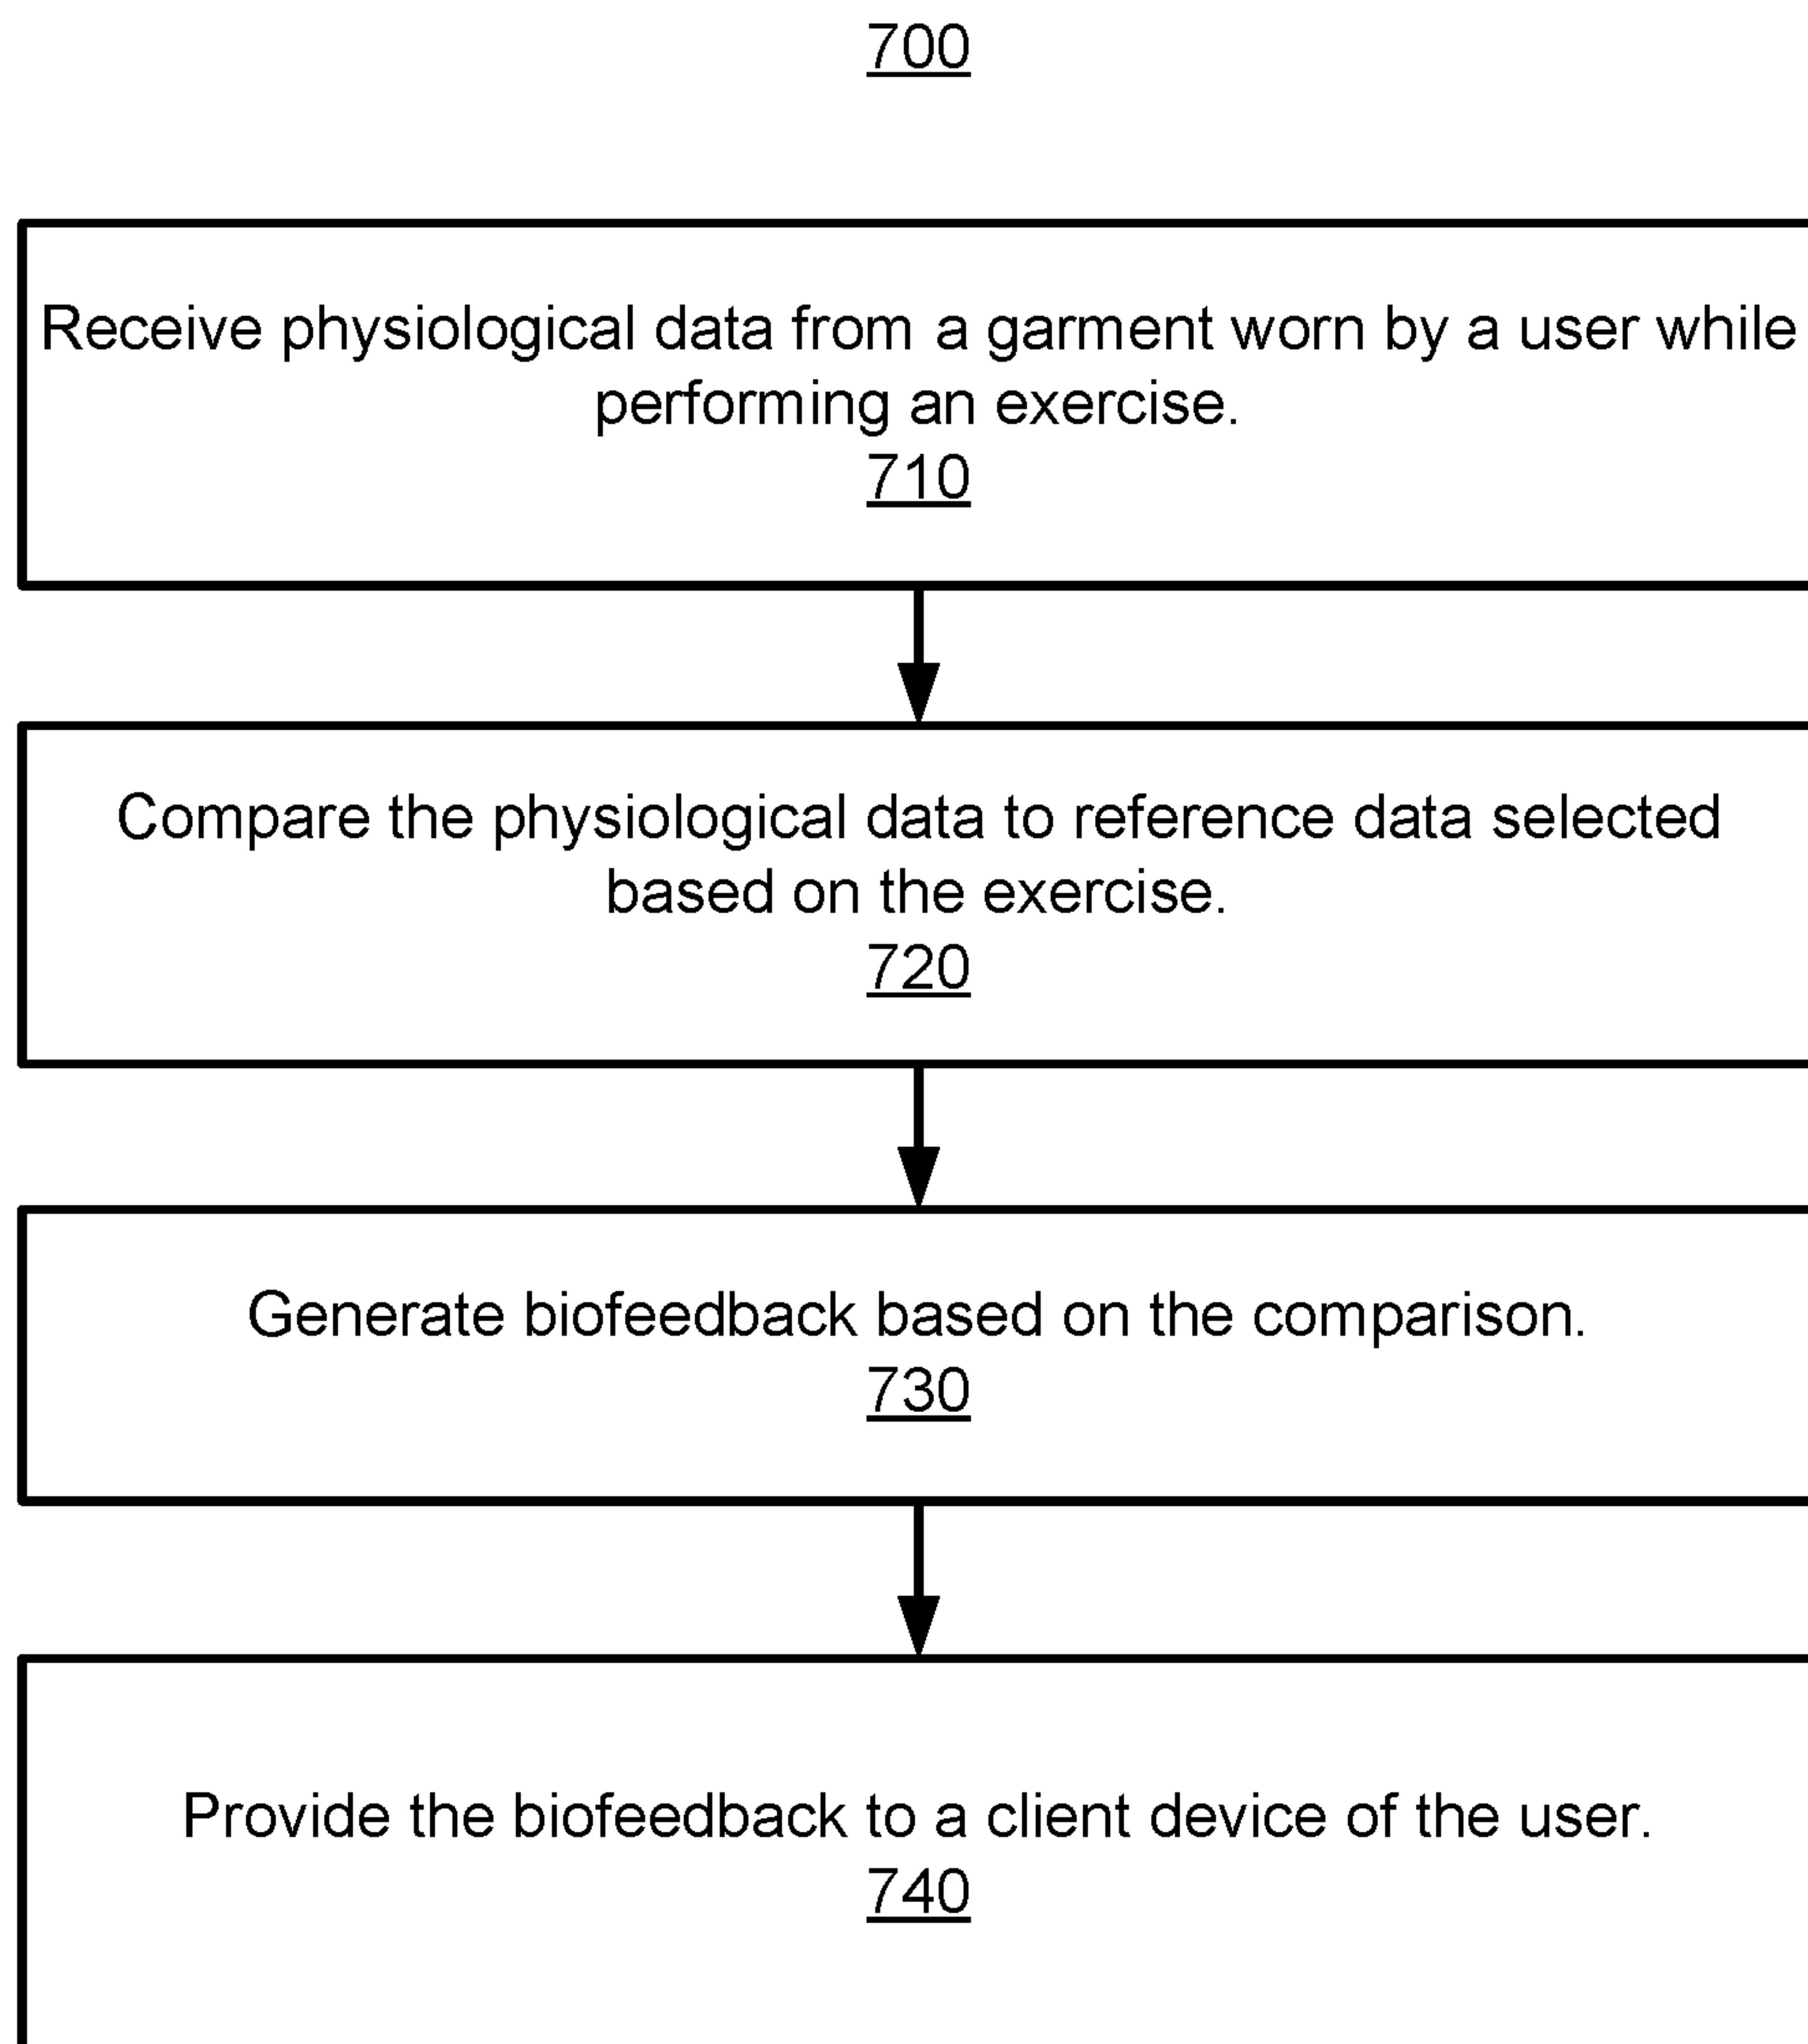 700
Receive physiological data from a garment worn by a user while
performing an exercise.
710
Compare the physiological data to reference data selected
based on the exercise.
720
Generate biofeedback based on the comparison.
730
Provide the biofeedback to a client device of the user.
740